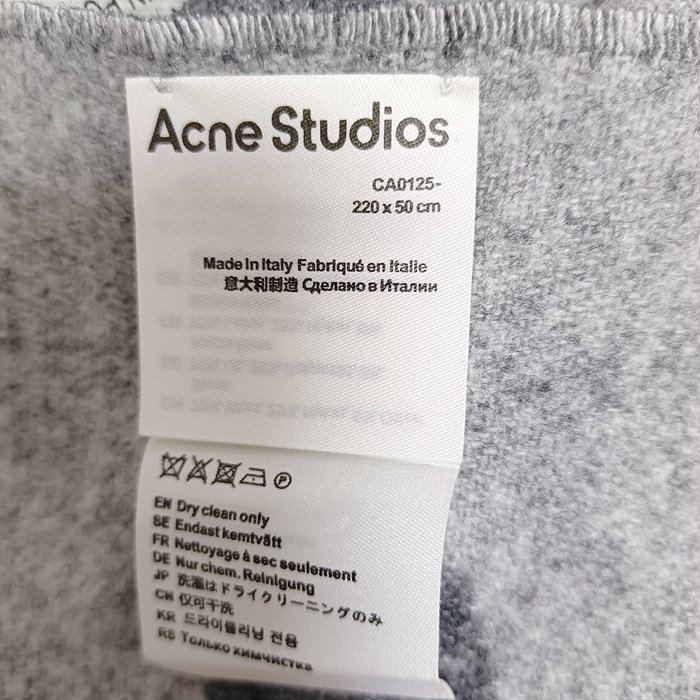 Acne Studios
CA0125-
220 x 50 cm
Made in Italy Fabriqué en Italie
意大利制造 Сделано в Италии
P
EN Dry clean only
SE Endast kemtvätt
FR Nettoyage à sec seulement
DE Nur chem. Reinigung
JP 洗濯はドライクリーニングのみ
CN 仅可干洗
KR 드라이클리닝 전용
RS Только химчистка